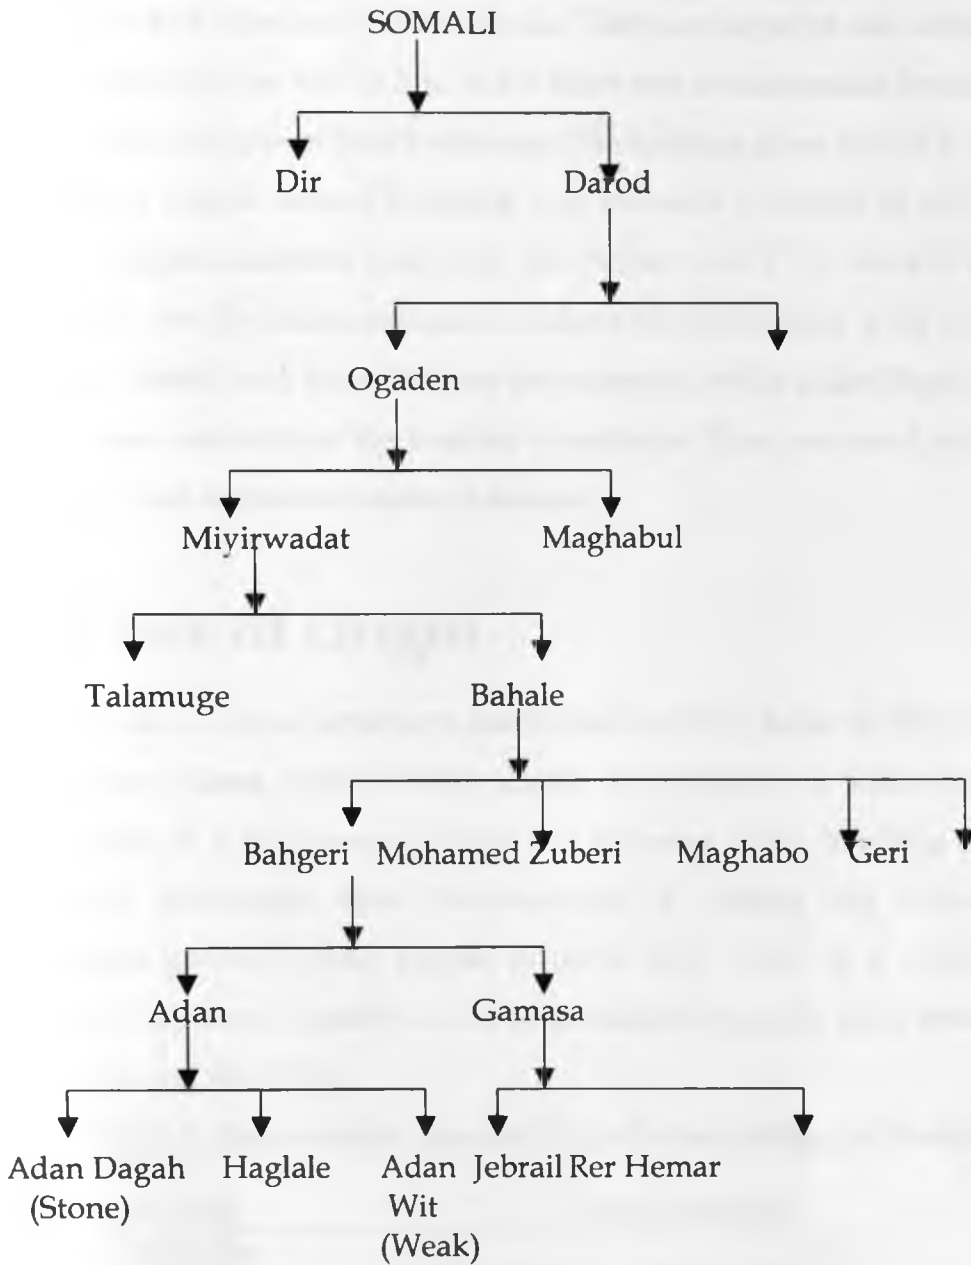 SOMALI
Dir Darod
Ogaden
Miyirwadat Maghabul
Talamuge Bahale
Bahgeri Mohamed Zuberi Maghabo Geri
Adan Gamasa
Adan Dagah Haglale Adan Jebrail Rer Hemar
(Stone) Wit
(Weak)